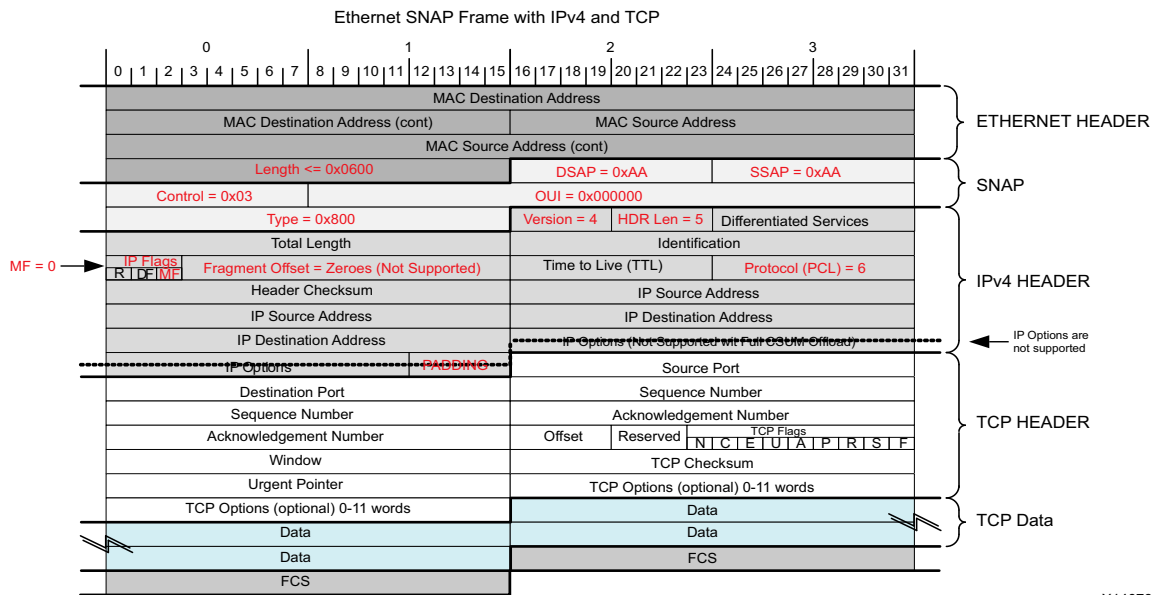 Ethernet SNAP Frame with IPv4 and TCP
0 1 2 3
0 1 2 3 4 5 6 7 8 9 10 11 12 13 14 15 16 17 18 19 20 21 22 23 24 25 26 27 28 29 30 31
MAC Destination Address
MAC Destination Address (cont) MAC Source Address
ETHERNET HEADER
MAC Source Address (cont)
Length <= 0x0600 DSAP = 0xAA SSAP = 0xAA
SNAP
Control = 0x03 OUI = 0x000000
Type = 0x800 Version = 4 HDR Len = 5 Differentiated Services
Total Length Identification
MF = 0
IP Flags
R DF MF
Fragment Offset = Zeroes (Not Supported) Time to Live (TTL) Protocol (PCL) = 6
IPv4 HEADER
Header Checksum IP Source Address
IP Source Address IP Destination Address
IP Destination Address IP Options (Not Supported wit Full CSUM Offload)
IP Options are
not supported
IP Options PADDING Source Port
Destination Port Sequence Number
Sequence Number Acknowledgement Number
TCP HEADER
Acknowledgement Number Offset Reserved TCP Flags
N C E U A P R S F
Window TCP Checksum
Urgent Pointer TCP Options (optional) 0-11 words
TCP Options (optional) 0-11 words Data
TCP Data
Data Data
Data FCS
FCS